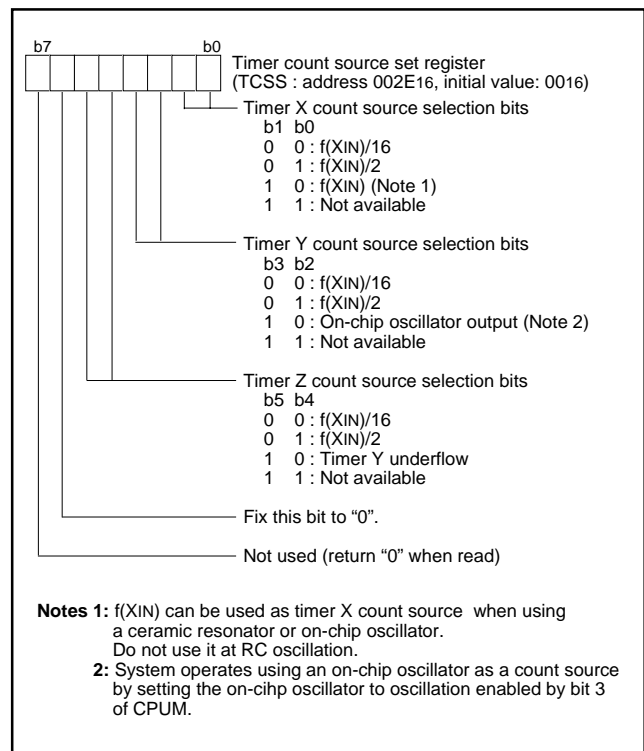 b7 b0
Timer count source set register
(TCSS : address 002E16, initial value: 0016)
Timer X count source selection bits
b1 b0
0 0 : f(XIN)/16
0 1 : f(XIN)/2
1 0 : f(XIN) (Note 1)
1 1 : Not available
Timer Y count source selection bits
b3 b2
0 0 : f(XIN)/16
0 1 : f(XIN)/2
1 0 : On-chip oscillator output (Note 2)
1 1 : Not available
Timer Z count source selection bits
b5 b4
0 0 : f(XIN)/16
0 1 : f(XIN)/2
1 0 : Timer Y underflow
1 1 : Not available
Fix this bit to “0”.
Not used (return “0” when read)
Notes 1: f(XIN) can be used as timer X count source when using
a ceramic resonator or on-chip oscillator.
Do not use it at RC oscillation.
2: System operates using an on-chip oscillator as a count source
by setting the on-cihp oscillator to oscillation enabled by bit 3
of CPUM.